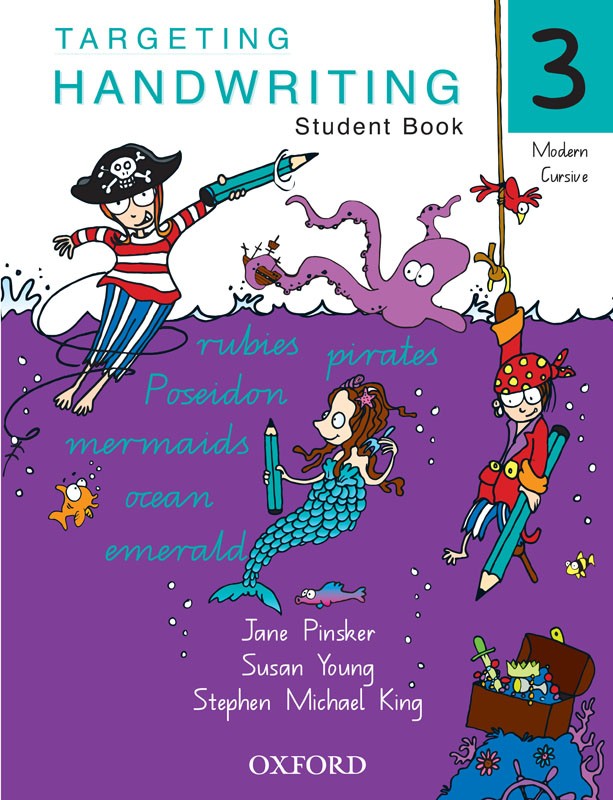 TARGETING
HANDWRITING
Student Book
3
Modern
Cursive
rubies pirates
Poseidon
mermaids
ocean
emerald
Jane Pinsker
Susan Young
Stephen Michael King
OXFORD